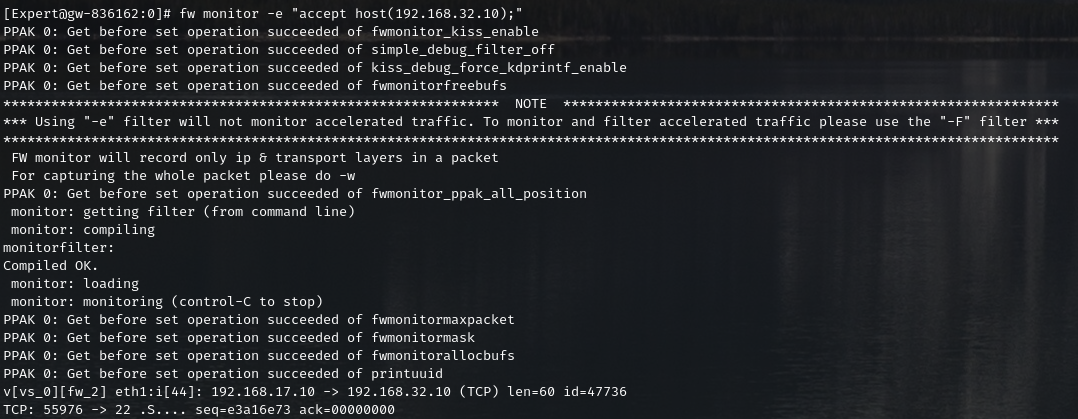 [Expert@gw-836162:0]# fw monitor -e "accept host(192.168.32.10);"
PPAK 0: Get before set operation succeeded of fwmonitor_kiss_enable
PPAK 0: Get before set operation succeeded of simple_debug_filter_off
PPAK 0: Get before set operation succeeded of kiss_debug_force_kdprintf_enable
PPAK 0: Get before set operation succeeded of fwmonitorfreebufs
************************************************************** NOTE **************************************************************
*** Using "-e" filter will not monitor accelerated traffic. To monitor and filter accelerated traffic please use the "-F" filter ***
************************************************************************************************************************************
FW monitor will record only ip & transport layers in a packet
For capturing the whole packet please do -w
PPAK 0: Get before set operation succeeded of fwmonitor_ppak_all_position
monitor: getting filter (from command line)
monitor: compiling
monitorfilter:
Compiled OK.
monitor: loading
monitor: monitoring (control-C to stop)
PPAK 0: Get before set operation succeeded of fwmonitormaxpacket
PPAK 0: Get before set operation succeeded of fwmonitormask
PPAK 0: Get before set operation succeeded of fwmonitorallocbufs
PPAK 0: Get before set operation succeeded of printuuid
v[vs_0][fw_2] eth1:i[44]: 192.168.17.10 -> 192.168.32.10 (TCP) len=60 id=47736
TCP: 55976 -> 22 .S.... seq=e3a16e73 ack=00000000